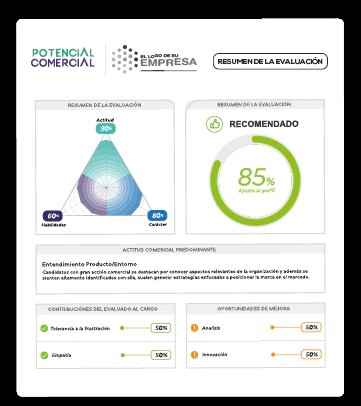 POTENCIAL
COMERCIAL
EL LOGO DE SU
EMPRESA
RESUMEN DE LA EVALUACIÓN
RESUMEN DE LA EVALUACIÓN
Actitud
90%
60%
Habilidades
80%
Carácter
RESUMEN DE LA EVALUACIÓN
RECOMENDADO
85%
Ajuste al perfil
ACTITUD COMERCIAL PREDOMINANTE
Entendimiento Producto/Entorno
Candidatos con gran acción comercial se destacan por conocer aspectos relevantes de la organización y además se
sienten altamente identificados con ella, suelen generar estrategias enfocadas a posicionar la marca en el mercado.
CONTRIBUCIÓNES DEL EVALUADO AL CARGO
Tolerancia a la frustración 50%
Empatía 50%
OPORTUNIDADES DE MEJORA
Analisis 50%
Innovación 50%